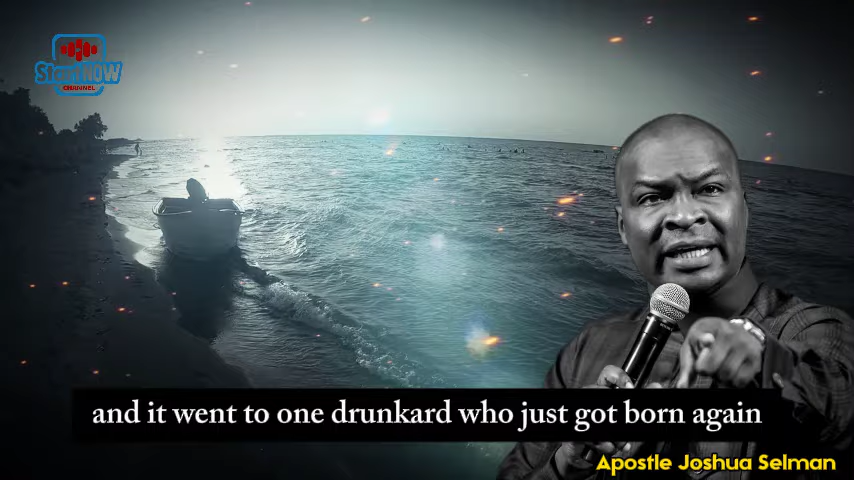 StartNOW
CHANNEL
and it went to one drunkard who just got born again
Apostle Joshua Selman